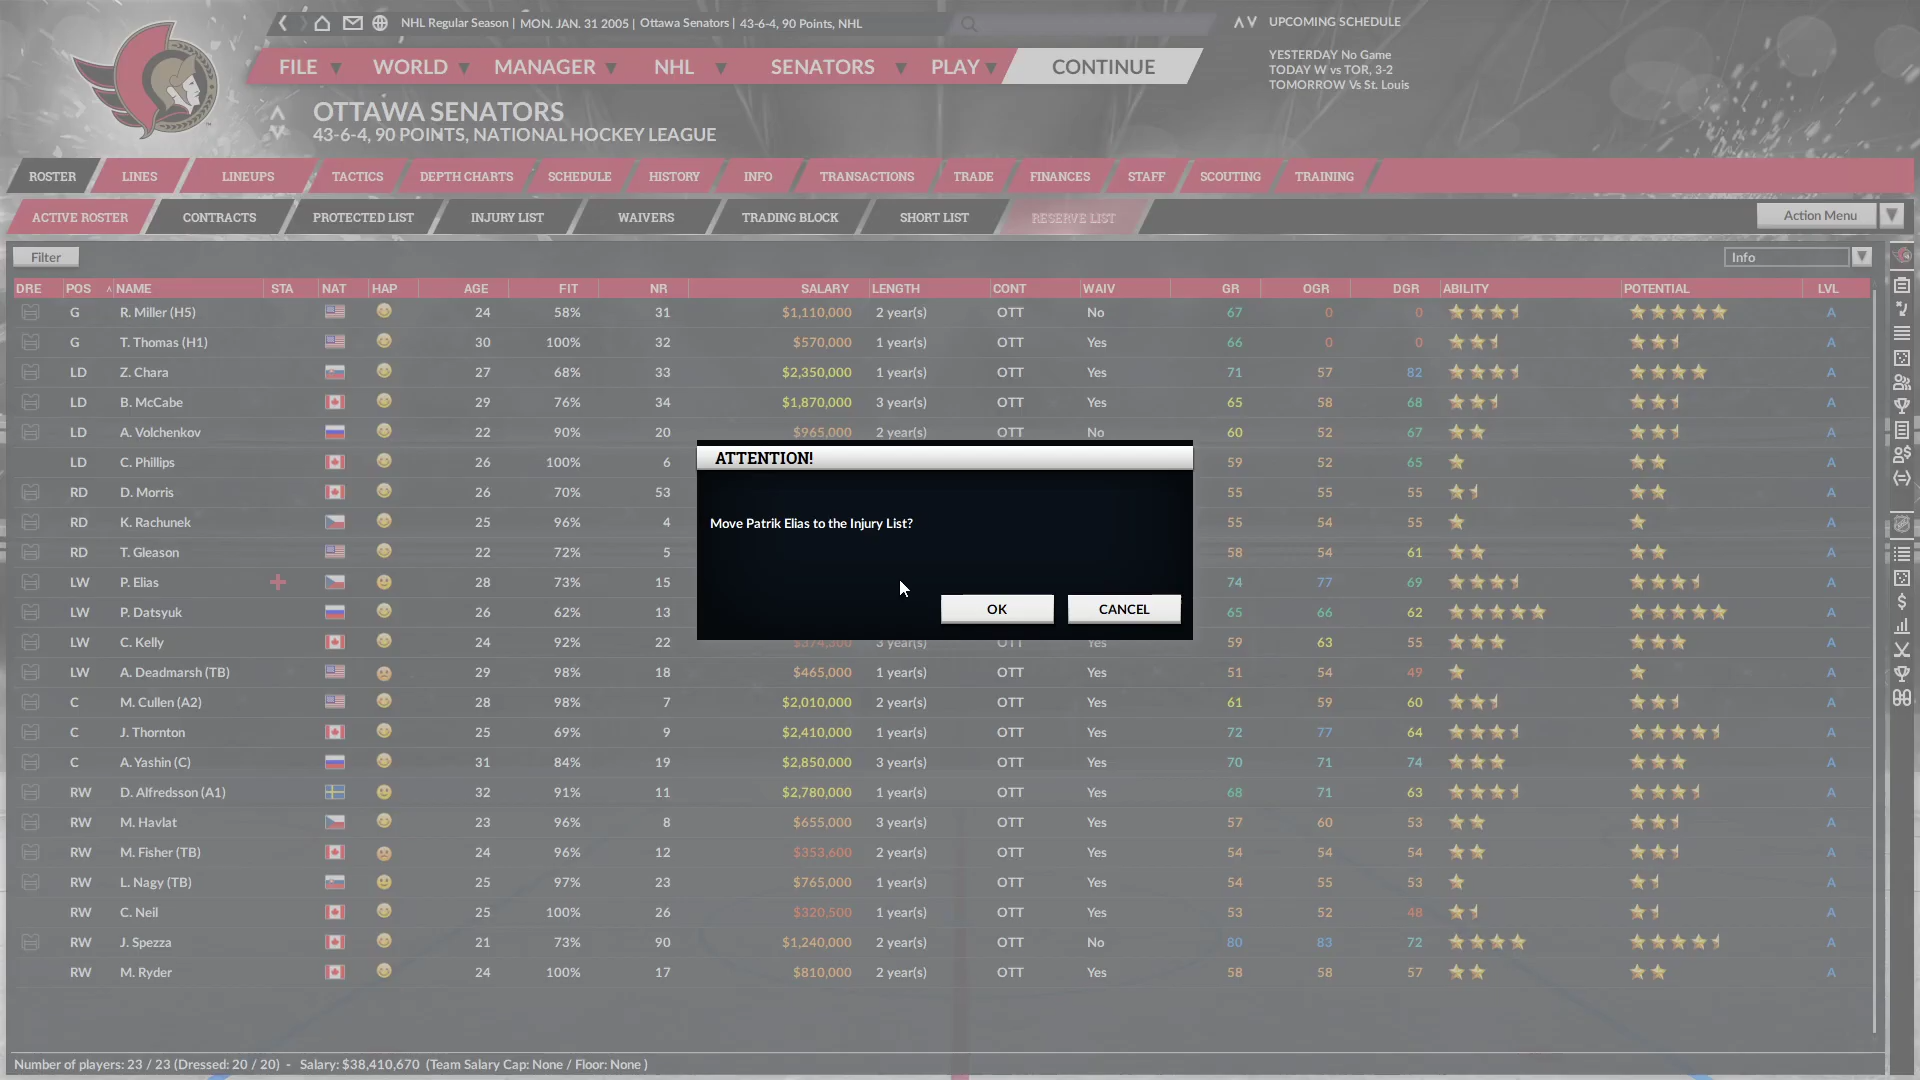 NHL Regular Season | MON. JAN. 31 2005 | Ottawa Senators | 43-6-4, 90 Points, NHL
UPCOMING SCHEDULE
YESTERDAY No Game
TODAY W vs TOR, 3-2
TOMORROW Vs St. Louis
FILE WORLD MANAGER NHL SENATORS PLAY CONTINUE
OTTAWA SENATORS
43-6-4, 90 POINTS, NATIONAL HOCKEY LEAGUE
ROSTER LINES LINEUPS TACTICS DEPTH CHARTS SCHEDULE HISTORY INFO TRANSACTIONS TRADE FINANCES STAFF SCOUTING TRAINING
ACTIVE ROSTER CONTRACTS PROTECTED LIST INJURY LIST WAIVERS TRADING BLOCK SHORT LIST RESERVE LIST Action Menu
Filter Info
DRE POS NAME STA NAT HAP AGE FIT NR SALARY LENGTH CONT WAIV GR OGR DGR ABILITY POTENTIAL LVL
G R. Miller (H5) 24 58% 31 $1,110,000 2 year(s) OTT No 67 0 0 A
G T. Thomas (H1) 30 100% 32 $570,000 1 year(s) OTT Yes 66 0 0 A
LD Z. Chara 27 68% 33 $2,350,000 1 year(s) OTT Yes 71 57 82 A
LD B. McCabe 29 76% 34 $1,870,000 3 year(s) OTT Yes 65 58 68 A
LD A. Volchenkov 22 90% 20 $965,000 2 year(s) OTT No 60 52 67 A
LD C. Phillips 26 100% 6 59 52 65 A
RD D. Morris 26 70% 53 55 55 55 A
RD K. Rachunek 25 96% 4 55 54 55 A
RD T. Gleason 22 72% 5 58 54 61 A
LW P. Elias 28 73% 15 74 77 69 A
LW P. Datsyuk 26 62% 13 65 66 62 A
LW C. Kelly 24 92% 22 $374,500 3 year(s) OTT Yes 59 63 55 A
LW A. Deadmarsh (TB) 29 98% 18 $465,000 1 year(s) OTT Yes 51 54 49 A
C M. Cullen (A2) 28 98% 7 $2,010,000 2 year(s) OTT Yes 61 59 60 A
C J. Thornton 25 69% 9 $2,410,000 1 year(s) OTT Yes 72 77 64 A
C A. Yashin (C) 31 84% 19 $2,850,000 3 year(s) OTT Yes 70 71 74 A
RW D. Alfredsson (A1) 32 91% 11 $2,780,000 1 year(s) OTT Yes 68 71 63 A
RW M. Havlat 23 96% 8 $655,000 3 year(s) OTT Yes 57 60 53 A
RW M. Fisher (TB) 24 96% 12 $353,600 2 year(s) OTT Yes 54 54 54 A
RW L. Nagy (TB) 25 97% 23 $765,000 1 year(s) OTT Yes 54 55 53 A
RW C. Neil 25 100% 26 $320,500 1 year(s) OTT Yes 53 52 48 A
RW J. Spezza 21 73% 90 $1,240,000 2 year(s) OTT No 80 83 72 A
RW M. Ryder 24 100% 17 $810,000 2 year(s) OTT Yes 58 58 57 A
ATTENTION!
Move Patrik Elias to the Injury List?
OK CANCEL
Number of players: 23 / 23 (Dressed: 20 / 20) - Salary: $38,410,670 (Team Salary Cap: None / Floor: None )